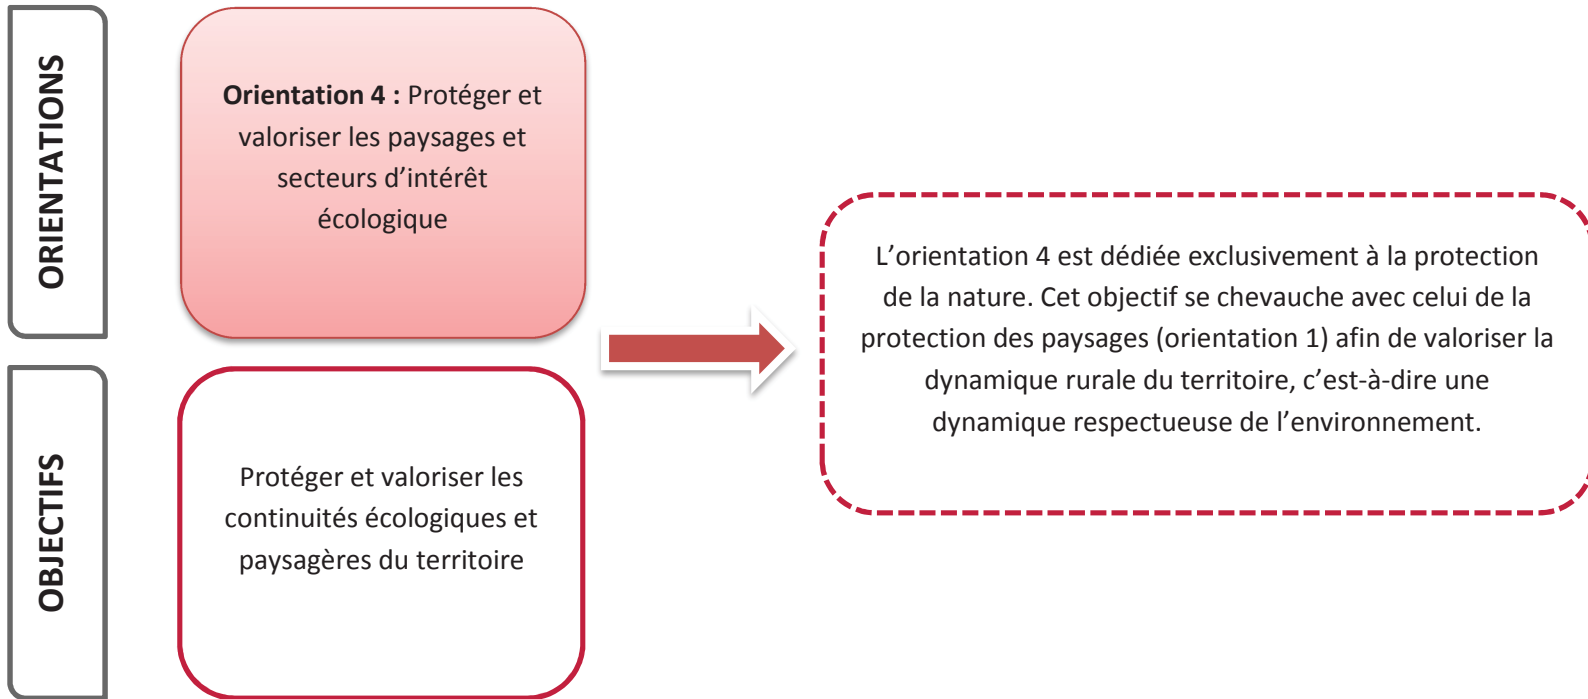 ORIENTATIONS
Orientation 4 : Protéger et
valoriser les paysages et
secteurs d’intérêt
écologique
OBJECTIFS
Protéger et valoriser les
continuités écologiques et
paysagères du territoire
L’orientation 4 est dédiée exclusivement à la protection
de la nature. Cet objectif se chevauche avec celui de la
protection des paysages (orientation 1) afin de valoriser la
dynamique rurale du territoire, c’est-à-dire une
dynamique respectueuse de l’environnement.